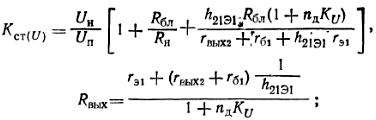 K_ст(U) = U_н / U_п [ 1 + R_бл / R_н + h_21Э1 R_бл (1 + n_д K_U) / (r_вых2 + r_б1 + h_21Э1 r_э1) ],
R_вых = (r_э1 + (r_вых2 + r_б1) 1 / h_21Э1) / (1 + n_д K_U) ;